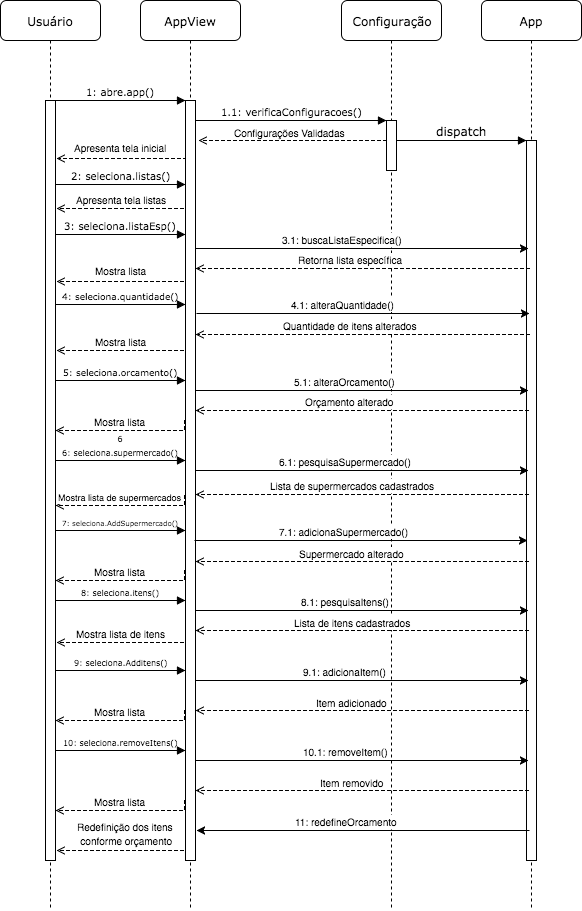 Usuário
AppView
Configuração
App
1: abre.app()
1.1: verificaConfiguracoes()
Configurações Validadas
dispatch
Apresenta tela inicial
2: seleciona.listas()
Apresenta tela listas
3: seleciona.listaEsp()
3.1: buscaListaEspecifica()
Retorna lista específica
Mostra lista
4: seleciona.quantidade()
4.1: alteraQuantidade()
Quantidade de itens alterados
Mostra lista
5: seleciona.orcamento()
5.1: alteraOrcamento()
Orçamento alterado
Mostra lista
6
6: seleciona.supermercado()
6.1: pesquisaSupermercado()
Lista de supermercados cadastrados
Mostra lista de supermercados
7: seleciona.AddSupermercado()
7.1: adicionaSupermercado()
Supermercado alterado
Mostra lista
8: seleciona.itens()
8.1: pesquisaItens()
Lista de itens cadastrados
Mostra lista de itens
9: seleciona.Additens()
9.1: adicionaItem()
Item adicionado
Mostra lista
10: seleciona.removeItens()
10.1: removeItem()
Item removido
Mostra lista
11: redefineOrcamento
Redefinição dos itens
conforme orçamento